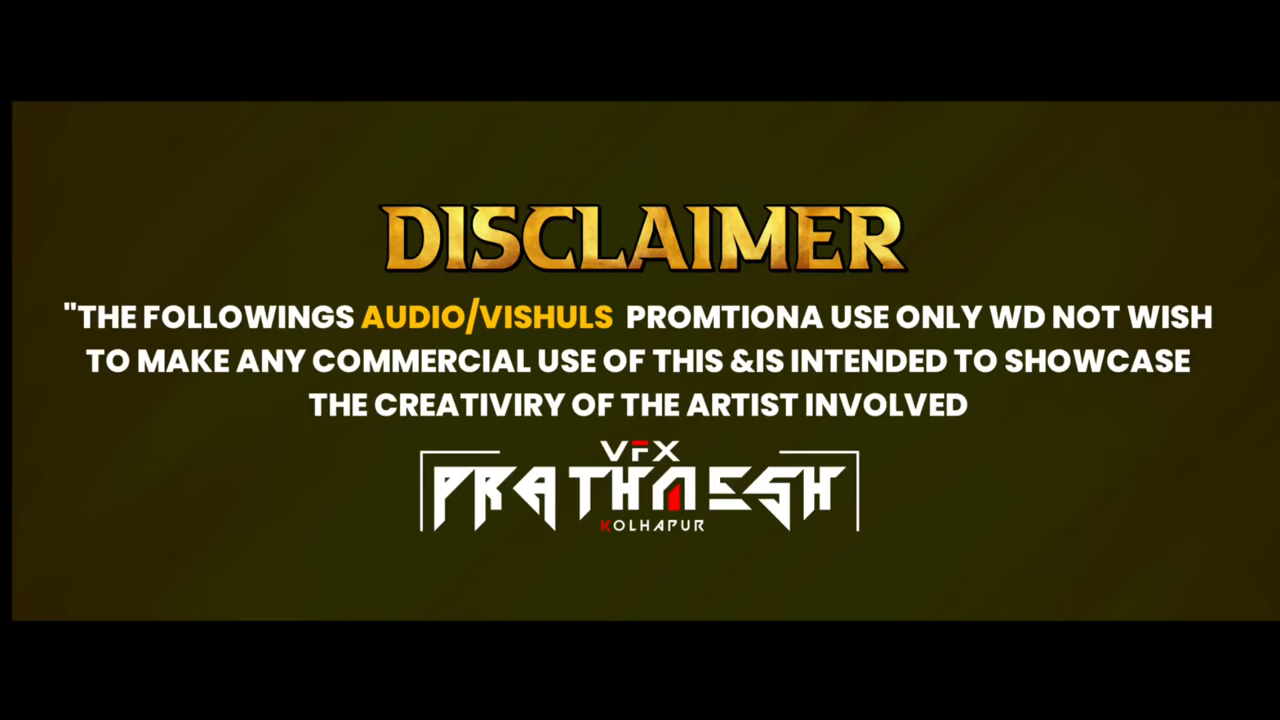 DISCLAIMER
"THE FOLLOWINGS AUDIO/VISHULS PROMTIONA USE ONLY WD NOT WISH
TO MAKE ANY COMMERCIAL USE OF THIS &IS INTENDED TO SHOWCASE
THE CREATIVIRY OF THE ARTIST INVOLVED
VFX
PRATHMESH
KOLHAPUR